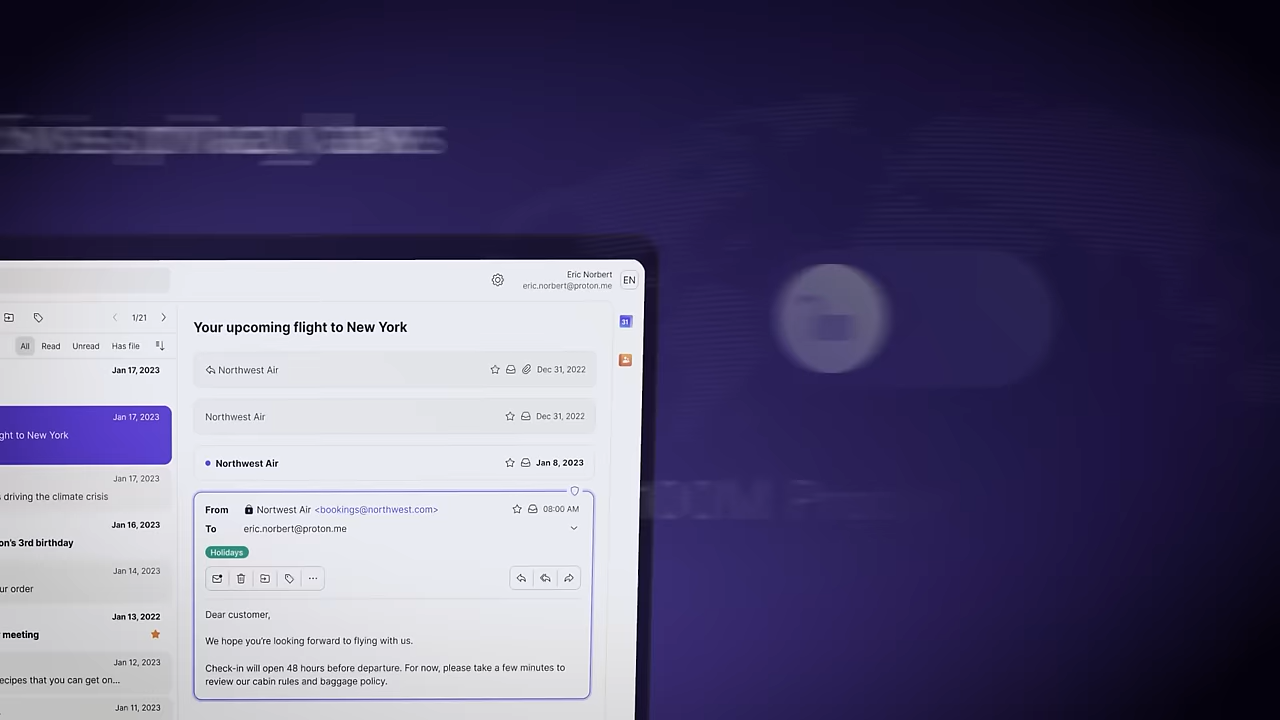 Eric Norbert
eric.norbert@proton.me
EN
1/21
Your upcoming flight to New York
31
All Read Unread Has file
Jan 17, 2023
Northwest Air Dec 31, 2022
Jan 17, 2023
ght to New York
Northwest Air Dec 31, 2022
Northwest Air Jan 8, 2023
Jan 17, 2023
s driving the climate crisis
From Nortwest Air <bookings@northwest.com> 08:00 AM
Jan 16, 2023
To eric.norbert@proton.me
on's 3rd birthday
Holidays
Jan 14, 2023
ur order
Dear customer,
Jan 13, 2022
meeting
We hope you're looking forward to flying with us.
Jan 12, 2023
Check-in will open 48 hours before departure. For now, please take a few minutes to
review our cabin rules and baggage policy.
ecipes that you can get on...
Jan 11, 2023